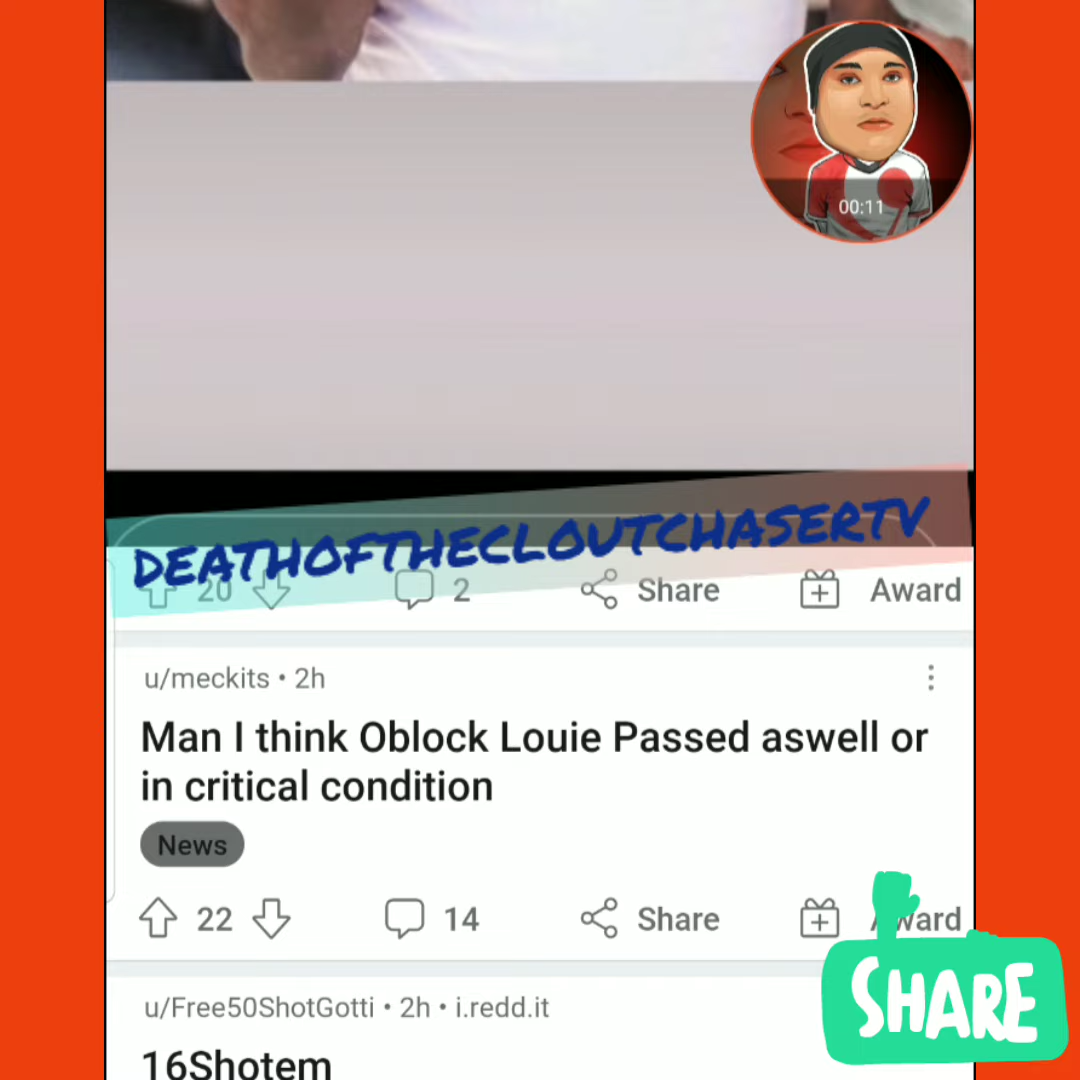 00:11
DEATHOFTHECLOUTCHASERTV
20 2 Share Award
u/meckits • 2h
Man I think Oblock Louie Passed aswell or
in critical condition
News
22 14 Share Award
SHARE
u/Free50ShotGotti • 2h • i.redd.it
16Shotem